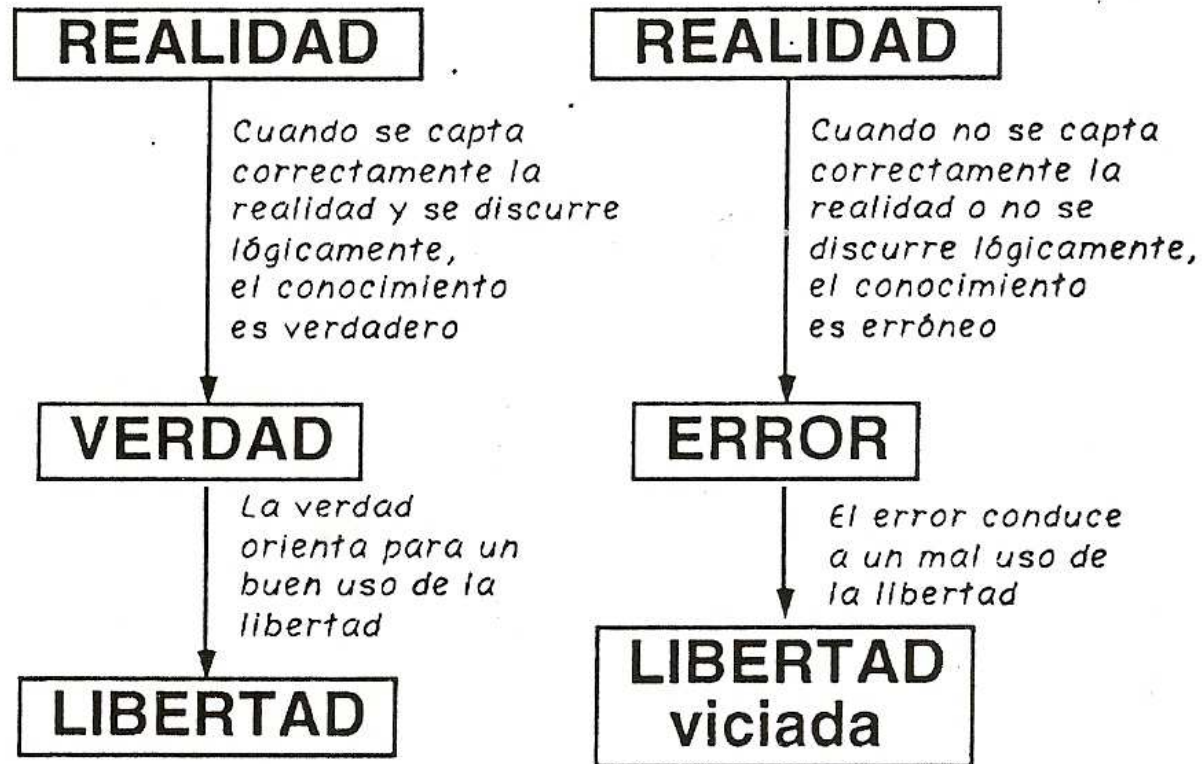 REALIDAD
Cuando se capta
correctamente la
realidad y se discurre
lógicamente,
el conocimiento
es verdadero
VERDAD
La verdad
orienta para un
buen uso de la
libertad
LIBERTAD
REALIDAD
Cuando no se capta
correctamente la
realidad o no se
discurre lógicamente,
el conocimiento
es erróneo
ERROR
El error conduce
a un mal uso de
la libertad
LIBERTAD
viciada